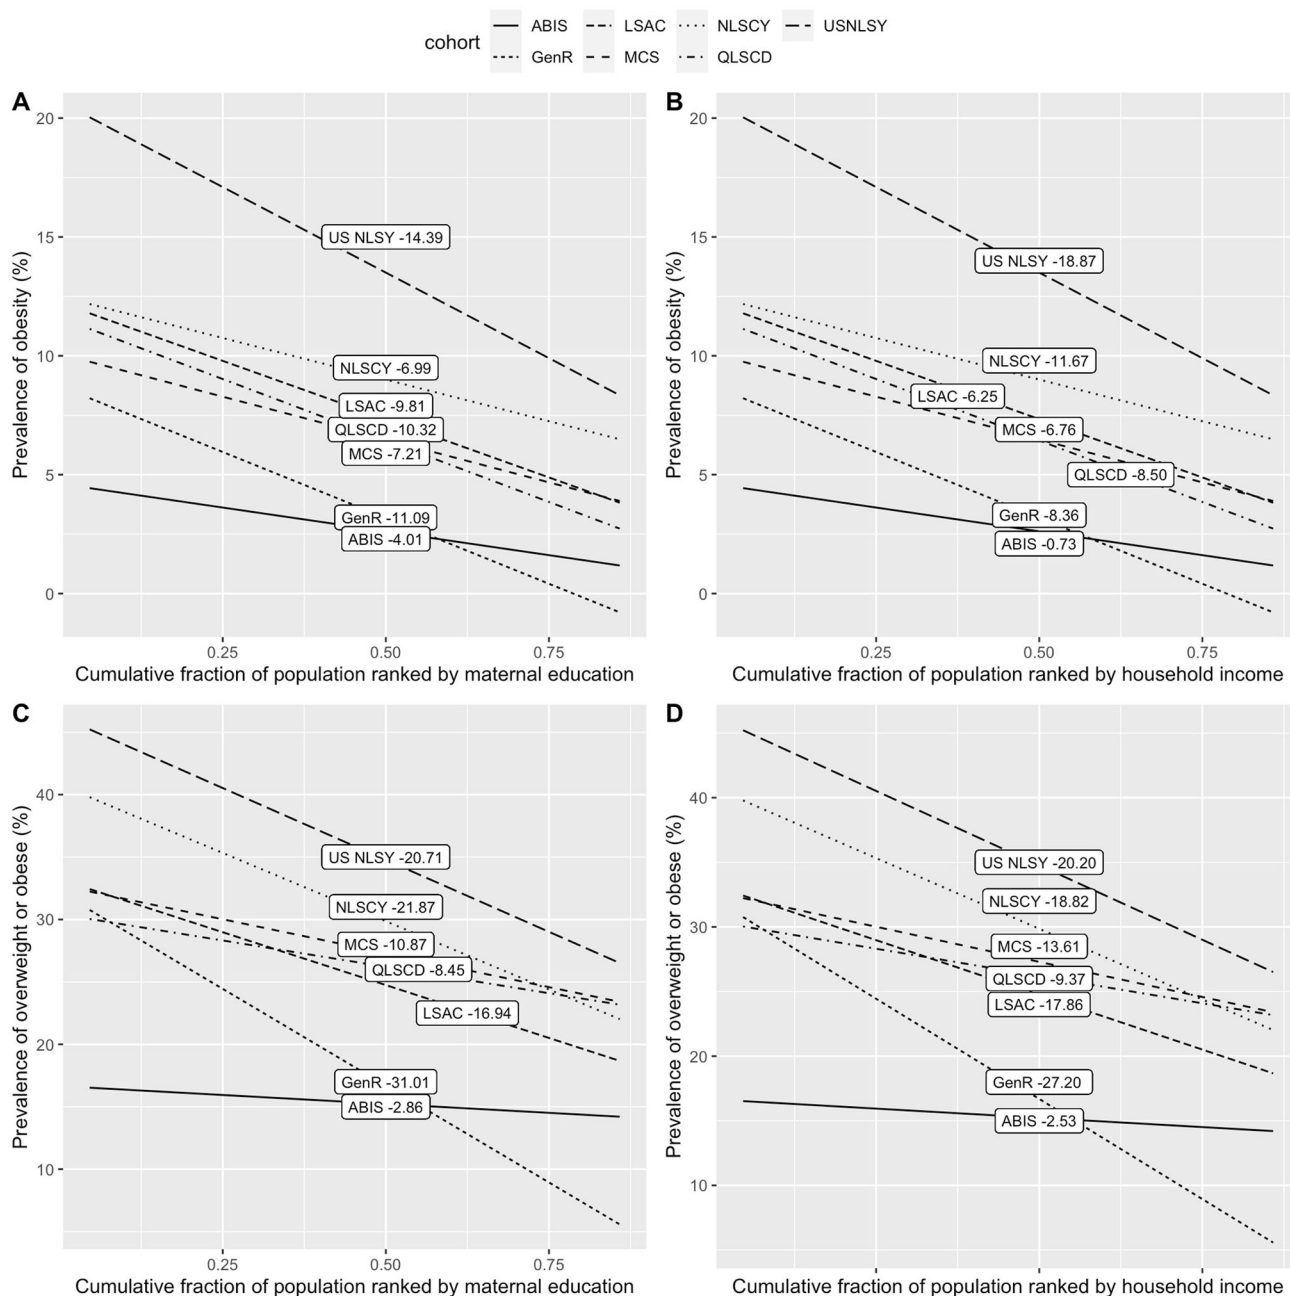 cohort
ABIS LSAC NLSCY USNLSY
GenR MCS QLSCD
A
Prevalence of obesity (%)
20
15
10
5
0
US NLSY -14.39
NLSCY -6.99
LSAC -9.81
QLSCD -10.32
MCS -7.21
GenR -11.09
ABIS -4.01
0.25 0.50 0.75
Cumulative fraction of population ranked by maternal education
B
Prevalence of obesity (%)
20
15
10
5
0
US NLSY -18.87
NLSCY -11.67
LSAC -6.25
MCS -6.76
QLSCD -8.50
GenR -8.36
ABIS -0.73
0.25 0.50 0.75
Cumulative fraction of population ranked by household income
C
Prevalence of overweight or obese (%)
40
30
20
10
US NLSY -20.71
NLSCY -21.87
MCS -10.87
QLSCD -8.45
LSAC -16.94
GenR -31.01
ABIS -2.86
0.25 0.50 0.75
Cumulative fraction of population ranked by maternal education
D
Prevalence of overweight or obese (%)
40
30
20
10
US NLSY -20.20
NLSCY -18.82
MCS -13.61
QLSCD -9.37
LSAC -17.86
GenR -27.20
ABIS -2.53
0.25 0.50 0.75
Cumulative fraction of population ranked by household income